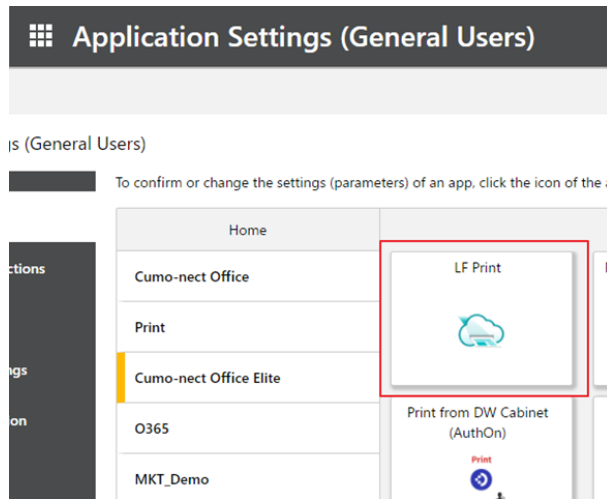 Application Settings (General Users)
gs (General Users)
To confirm or change the settings (parameters) of an app, click the icon of the
Home
ctions
Cumo-nect Office
LF Print
Print
ngs
Cumo-nect Office Elite
on
O365
Print from DW Cabinet
(AuthOn)
Print
MKT_Demo